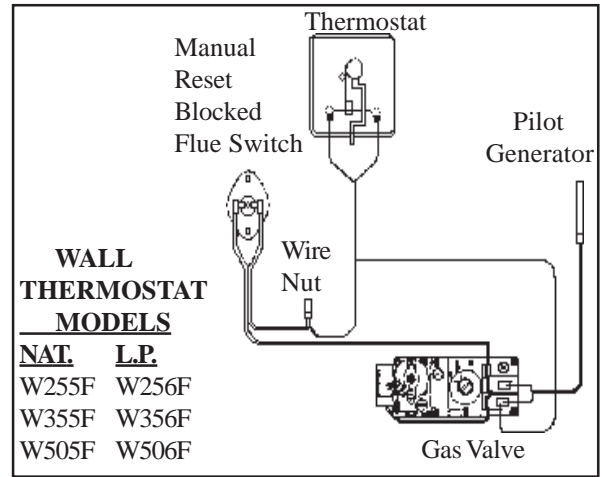 Thermostat
Manual
Reset
Blocked
Flue Switch
Pilot
Generator
Wire
Nut
WALL
THERMOSTAT
MODELS
NAT. L.P.
W255F W256F
W355F W356F
W505F W506F
Gas Valve